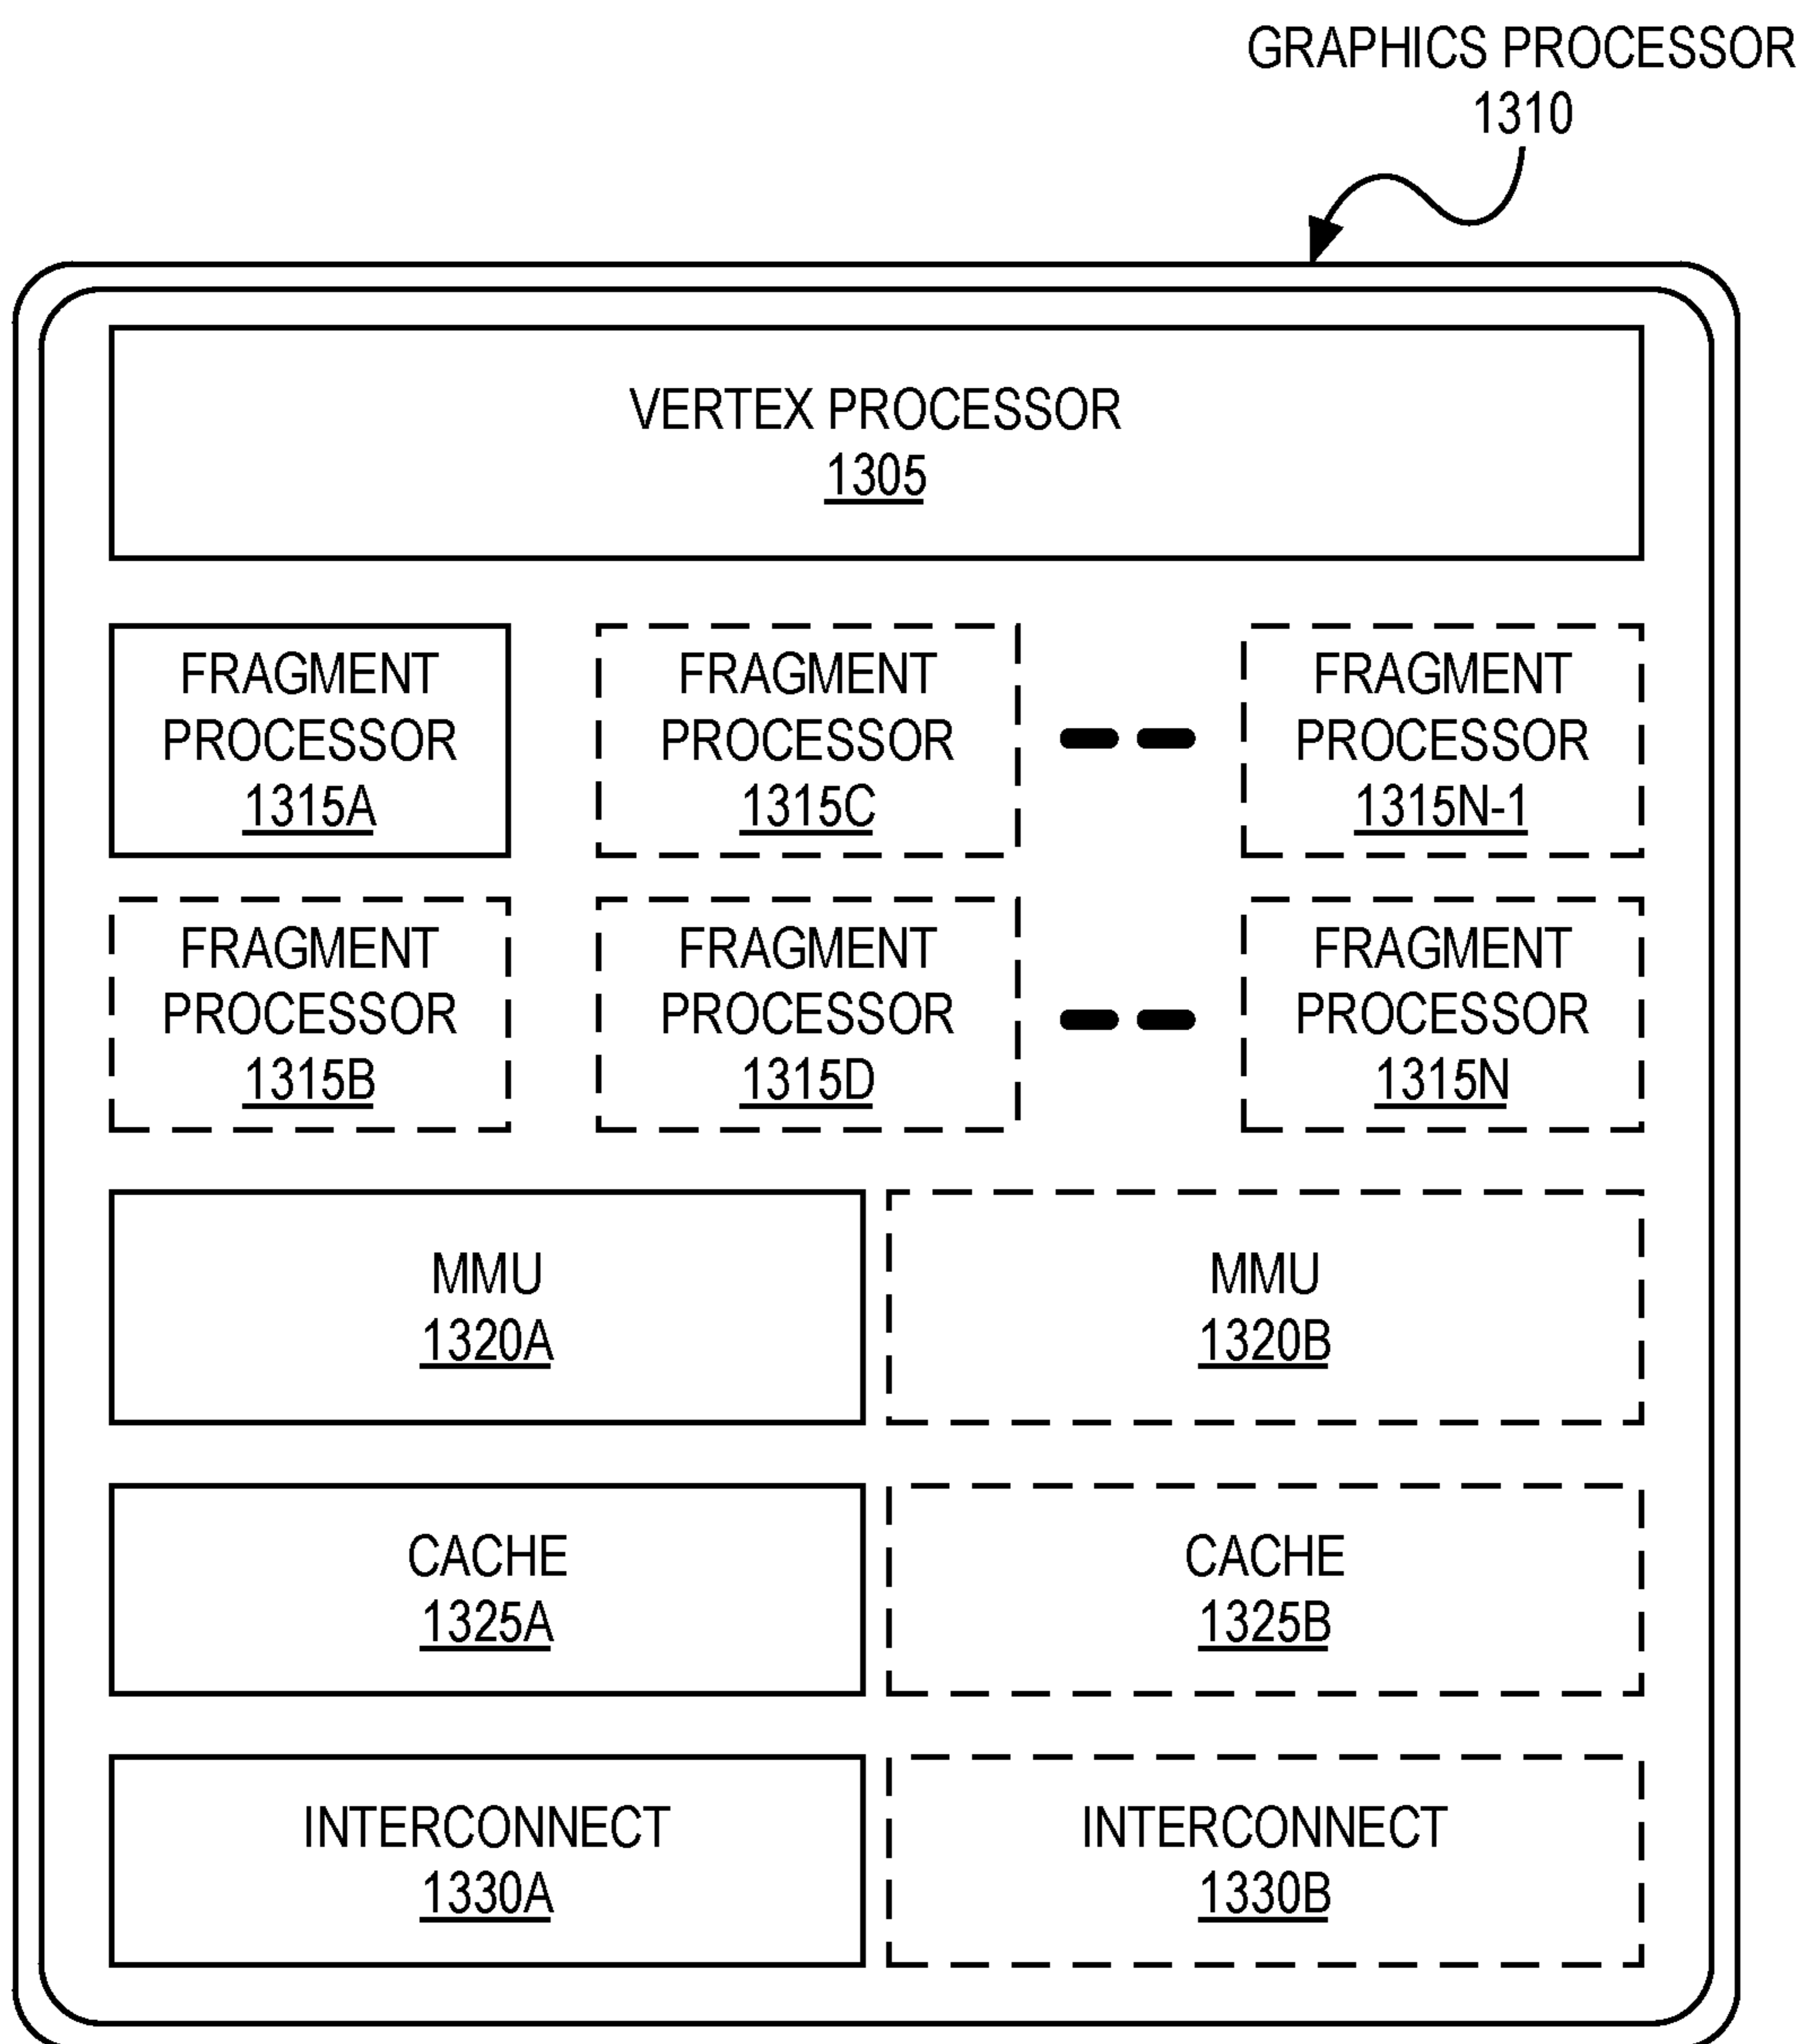 GRAPHICS PROCESSOR
1310
VERTEX PROCESSOR
1305
FRAGMENT
PROCESSOR
1315A
FRAGMENT
PROCESSOR
1315C
FRAGMENT
PROCESSOR
1315N-1
FRAGMENT
PROCESSOR
1315B
FRAGMENT
PROCESSOR
1315D
FRAGMENT
PROCESSOR
1315N
MMU
1320A
MMU
1320B
CACHE
1325A
CACHE
1325B
INTERCONNECT
1330A
INTERCONNECT
1330B